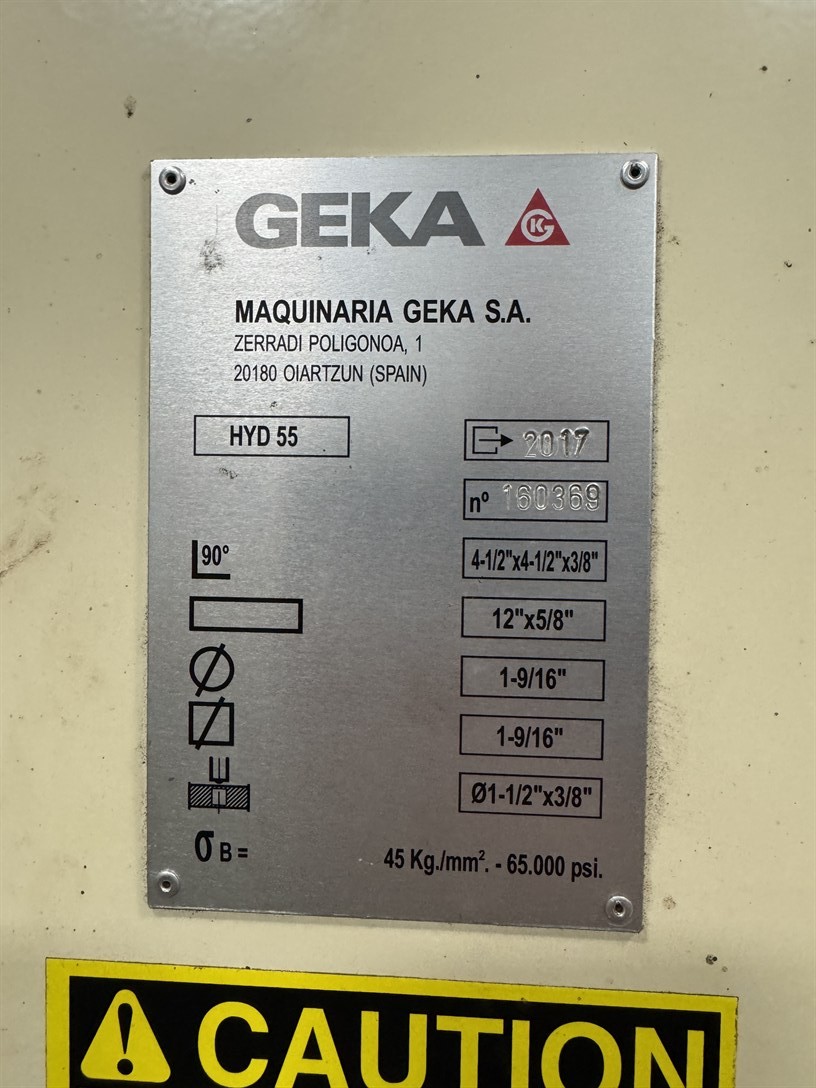 GEKA GK
MAQUINARIA GEKA S.A.
ZERRADI POLIGONOA, 1
20180 OIARTZUN (SPAIN)
HYD 55
2017
nº 160369
90º 4-1/2"x4-1/2"x3/8"
12"x5/8"
1-9/16"
1-9/16"
Ø1-1/2"x3/8"
σ B= 45 Kg./mm². - 65.000 psi.
CAUTION